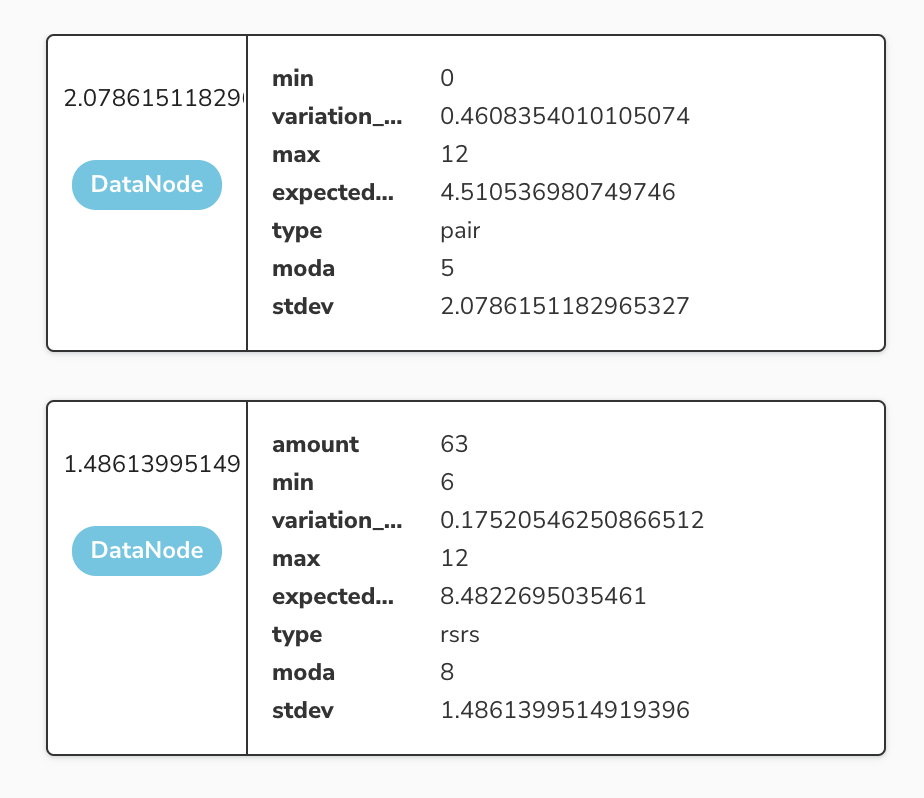 2.078615118296
DataNode
min 0
variation_... 0.4608354010105074
max 12
expected... 4.510536980749746
type pair
moda 5
stdev 2.0786151182965327
1.48613995149
DataNode
amount 63
min 6
variation_... 0.17520546250866512
max 12
expected... 8.4822695035461
type rsrs
moda 8
stdev 1.4861399514919396